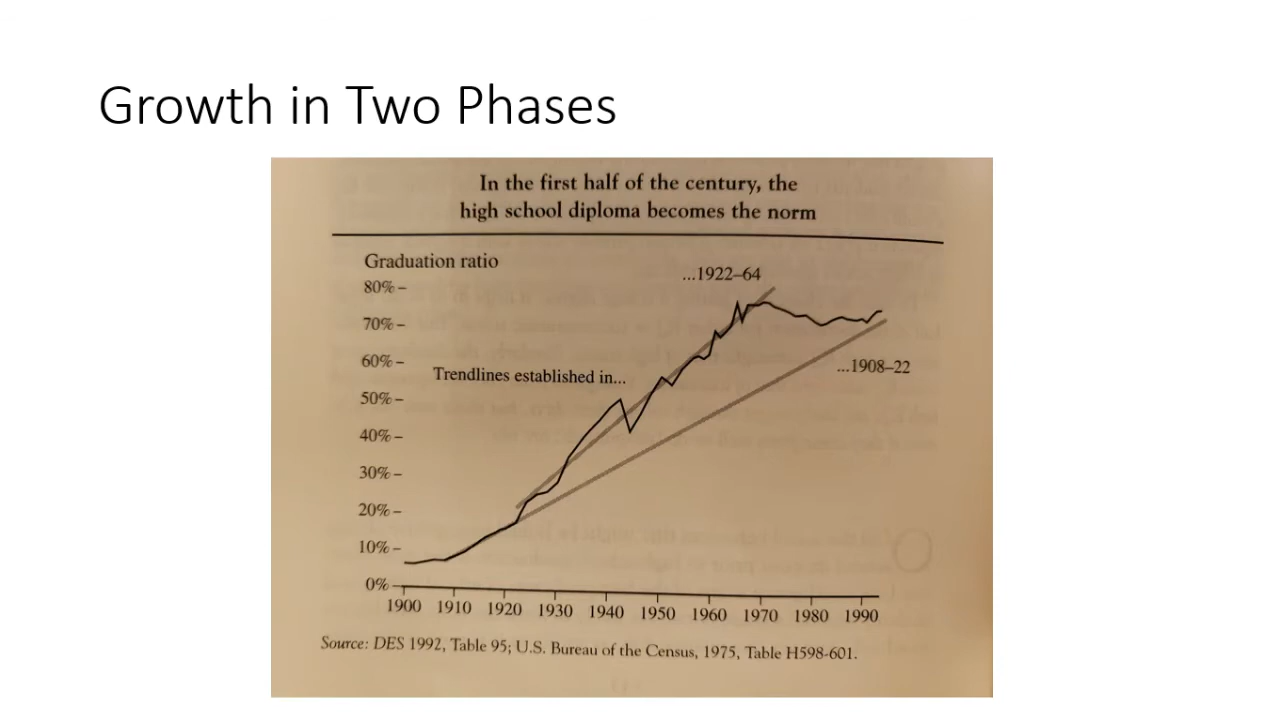 Growth in Two Phases
In the first half of the century, the
high school diploma becomes the norm
Graduation ratio
...1922–64
80%
70%
60%
...1908–22
Trendlines established in...
50%
40%
30%
20%
10%
0%
1900 1910 1920 1930 1940 1950 1960 1970 1980 1990
Source: DES 1992, Table 95; U.S. Bureau of the Census, 1975, Table H598-601.